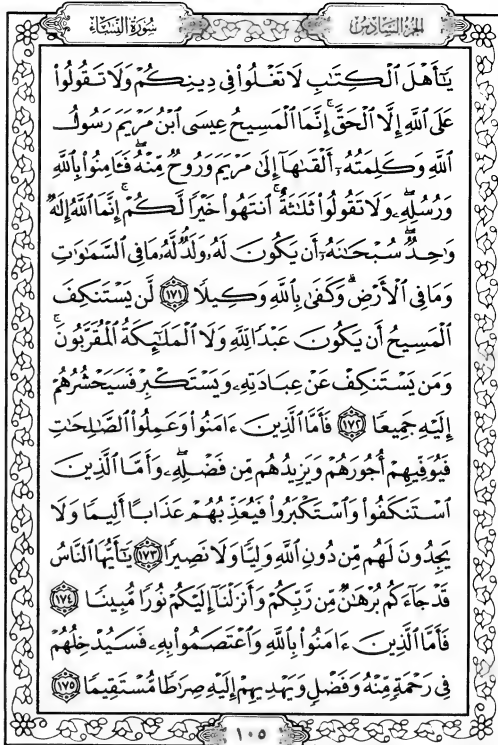 الجزء السادس
سورة النساء
يَٰٓأَهْلَ ٱلْكِتَٰبِ لَا تَغْلُوا۟ فِى دِينِكُمْ وَلَا تَقُولُوا۟
عَلَى ٱللَّهِ إِلَّا ٱلْحَقَّ ۚ إِنَّمَا ٱلْمَسِيحُ عِيسَى ٱبْنُ مَرْيَمَ رَسُولُ
ٱللَّهِ وَكَلِمَتُهُۥٓ أَلْقَىٰهَآ إِلَىٰ مَرْيَمَ وَرُوحٌ مِّنْهُ ۖ فَـَٔامِنُوا۟ بِٱللَّهِ
وَرُسُلِهِۦ ۖ وَلَا تَقُولُوا۟ ثَلَٰثَةٌ ۚ ٱنتَهُوا۟ خَيْرًا لَّكُمْ ۚ إِنَّمَا ٱللَّهُ إِلَٰهٌ
وَٰحِدٌ ۖ سُبْحَٰنَهُۥٓ أَن يَكُونَ لَهُۥ وَلَدٌ ۘ لَّهُۥ مَا فِى ٱلسَّمَٰوَٰتِ
وَمَا فِى ٱلْأَرْضِ ۗ وَكَفَىٰ بِٱللَّهِ وَكِيلًا ١٧١ لَّن يَسْتَنكِفَ
ٱلْمَسِيحُ أَن يَكُونَ عَبْدًا لِّلَّهِ وَلَا ٱلْمَلَٰٓئِكَةُ ٱلْمُقَرَّبُونَ ۚ
وَمَن يَسْتَنكِفْ عَنْ عِبَادَتِهِۦ وَيَسْتَكْبِرْ فَسَيَحْشُرُهُمْ
إِلَيْهِ جَمِيعًا ١٧٢ فَأَمَّا ٱلَّذِينَ ءَامَنُوا۟ وَعَمِلُوا۟ ٱلصَّٰلِحَٰتِ
فَيُوَفِّيهِمْ أُجُورَهُمْ وَيَزِيدُهُم مِّن فَضْلِهِۦ ۖ وَأَمَّا ٱلَّذِينَ
ٱسْتَنكَفُوا۟ وَٱسْتَكْبَرُوا۟ فَيُعَذِّبُهُمْ عَذَابًا أَلِيمًا وَلَا
يَجِدُونَ لَهُم مِّن دُونِ ٱللَّهِ وَلِيًّا وَلَا نَصِيرًا ١٧٣ يَٰٓأَيُّهَا ٱلنَّاسُ
قَدْ جَآءَكُم بُرْهَٰنٌ مِّن رَّبِّكُمْ وَأَنزَلْنَآ إِلَيْكُمْ نُورًا مُّبِينًا ١٧٤
فَأَمَّا ٱلَّذِينَ ءَامَنُوا۟ بِٱللَّهِ وَٱعْتَصَمُوا۟ بِهِۦ فَسَيُدْخِلُهُمْ
فِى رَحْمَةٍ مِّنْهُ وَفَضْلٍ وَيَهْدِيهِمْ إِلَيْهِ صِرَٰطًا مُّسْتَقِيمًا ١٧٥
١٠٥